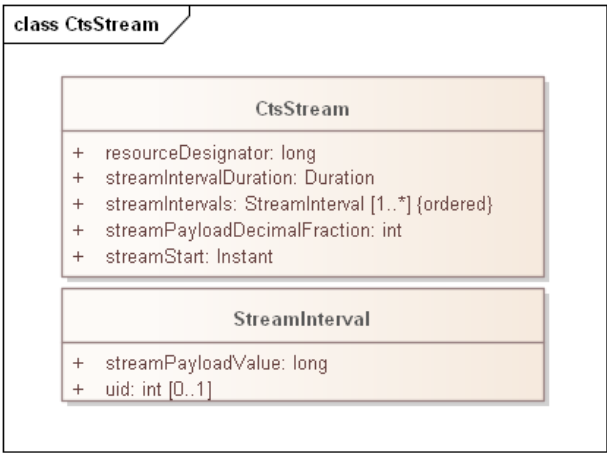 class CtsStream
CtsStream
+ resourceDesignator: long
+ streamIntervalDuration: Duration
+ streamIntervals: StreamInterval [1..*] {ordered}
+ streamPayloadDecimalFraction: int
+ streamStart: Instant
StreamInterval
+ streamPayloadValue: long
+ uid: int [0..1]